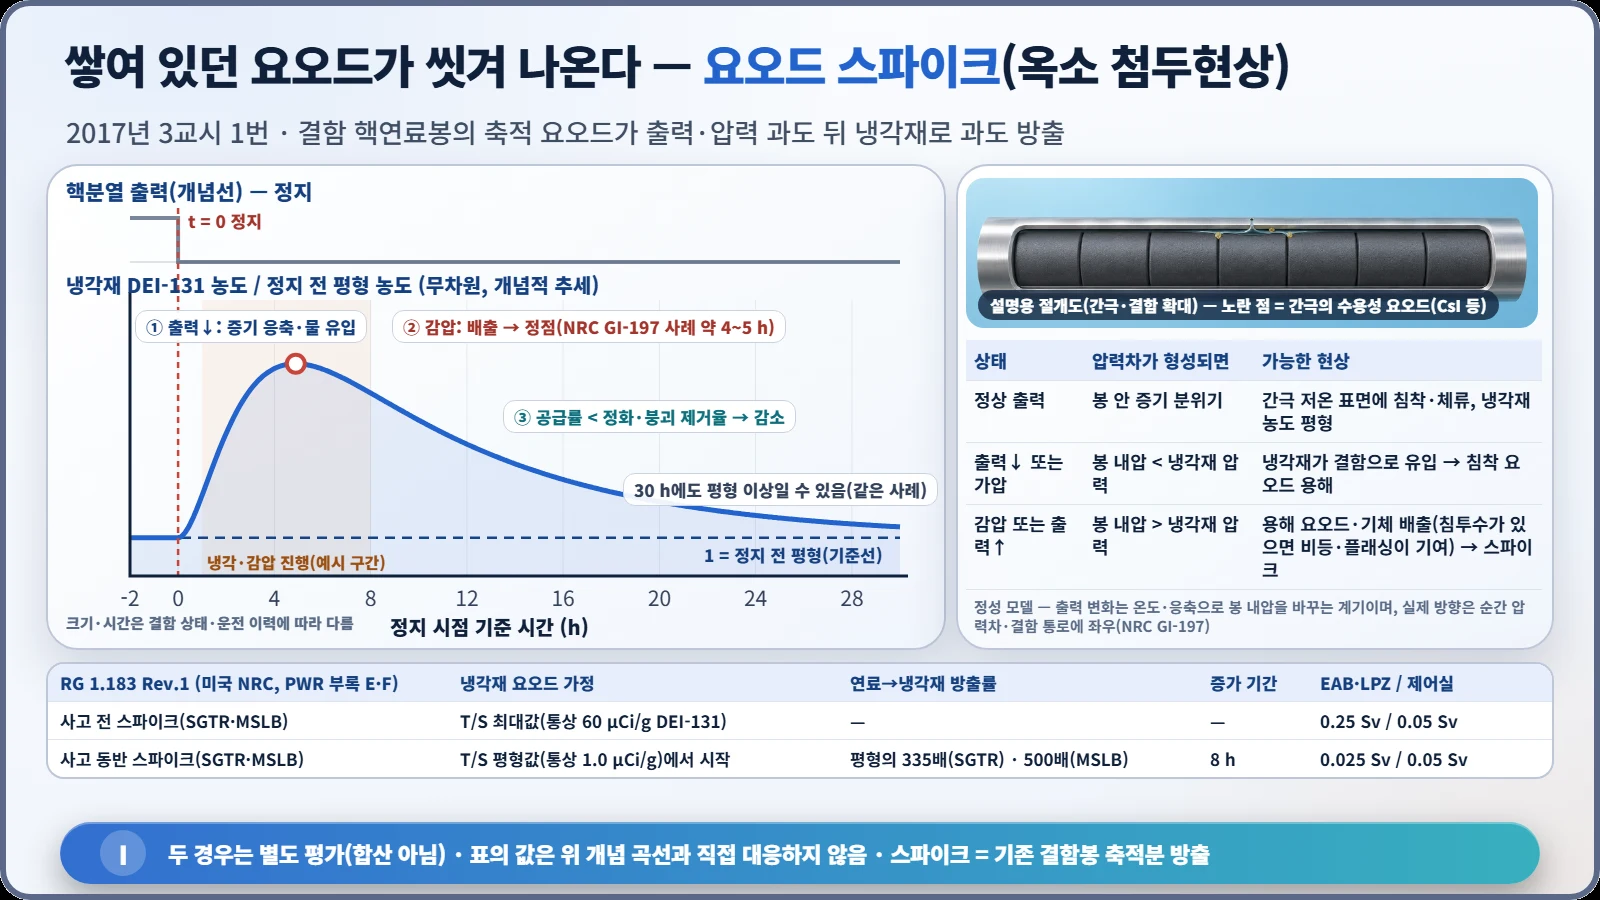 쌓여 있던 요오드가 씻겨 나온다 — 요오드 스파이크(옥소 첨두현상)
2017년 3교시 1번 · 결함 핵연료봉의 축적 요오드가 출력·압력 과도 뒤 냉각재로 과도 방출
핵분열 출력(개념선) — 정지
t = 0 정지
냉각재 DEI-131 농도 / 정지 전 평형 농도 (무차원, 개념적 추세)
① 출력↓: 증기 응축·물 유입
② 감압: 배출 → 정점(NRC GI-197 사례 약 4~5 h)
③ 공급률 < 정화·붕괴 제거율 → 감소
30 h에도 평형 이상일 수 있음(같은 사례)
1 = 정지 전 평형(기준선)
냉각·감압 진행(예시 구간)
-2 0 4 8 12 16 20 24 28
크기·시간은 결함 상태·운전 이력에 따라 다름
정지 시점 기준 시간 (h)
설명용 절개도(간극·결함 확대) — 노란 점 = 간극의 수용성 요오드(CsI 등)
상태 압력차가 형성되면 가능한 현상
정상 출력 봉 안 증기 분위기 간극 저온 표면에 침착·체류, 냉각재
농도 평형
출력↓ 또는 봉 내압 < 냉각재 압 냉각재가 결함으로 유입 → 침착 요
가압 력 오드 용해
감압 또는 출 봉 내압 > 냉각재 압 용해 요오드·기체 배출(침투수가 있
력↑ 력 으면 비등·플래싱이 기여) → 스파이
크
정성 모델 — 출력 변화는 온도·응축으로 봉 내압을 바꾸는 계기이며, 실제 방향은 순간 압
력차·결함 통로에 좌우(NRC GI-197)
RG 1.183 Rev.1 (미국 NRC, PWR 부록 E·F) 냉각재 요오드 가정 연료→냉각재 방출률 증가 기간 EAB·LPZ / 제어실
사고 전 스파이크(SGTR·MSLB) T/S 최대값(통상 60 μCi/g DEI-131) — — 0.25 Sv / 0.05 Sv
사고 동반 스파이크(SGTR·MSLB) T/S 평형값(통상 1.0 μCi/g)에서 시작 평형의 335배(SGTR) · 500배(MSLB) 8 h 0.025 Sv / 0.05 Sv
I 두 경우는 별도 평가(합산 아님) · 표의 값은 위 개념 곡선과 직접 대응하지 않음 · 스파이크 = 기존 결함봉 축적분 방출